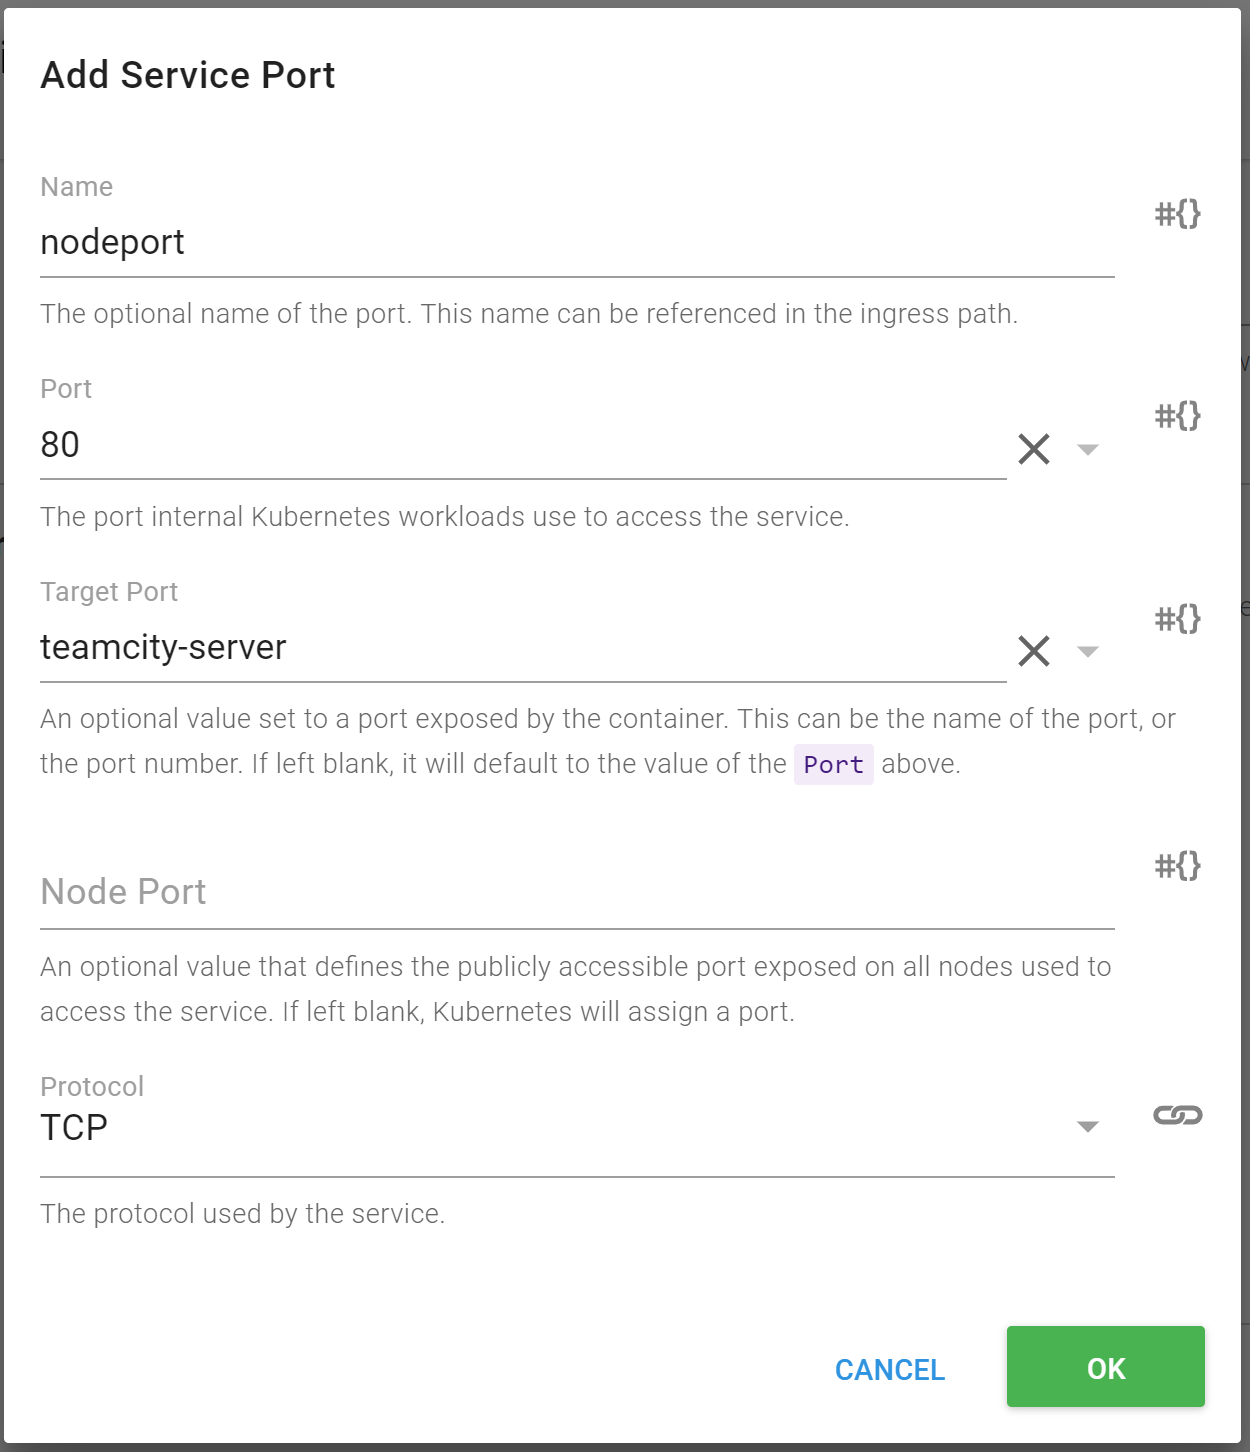 Add Service Port
Name
#{}
nodeport
The optional name of the port. This name can be referenced in the ingress path.
Port
#{}
80
The port internal Kubernetes workloads use to access the service.
Target Port
#{}
teamcity-server
An optional value set to a port exposed by the container. This can be the name of the port, or
the port number. If left blank, it will default to the value of the Port above.
#{}
Node Port
An optional value that defines the publicly accessible port exposed on all nodes used to
access the service. If left blank, Kubernetes will assign a port.
Protocol
TCP
The protocol used by the service.
CANCEL
OK